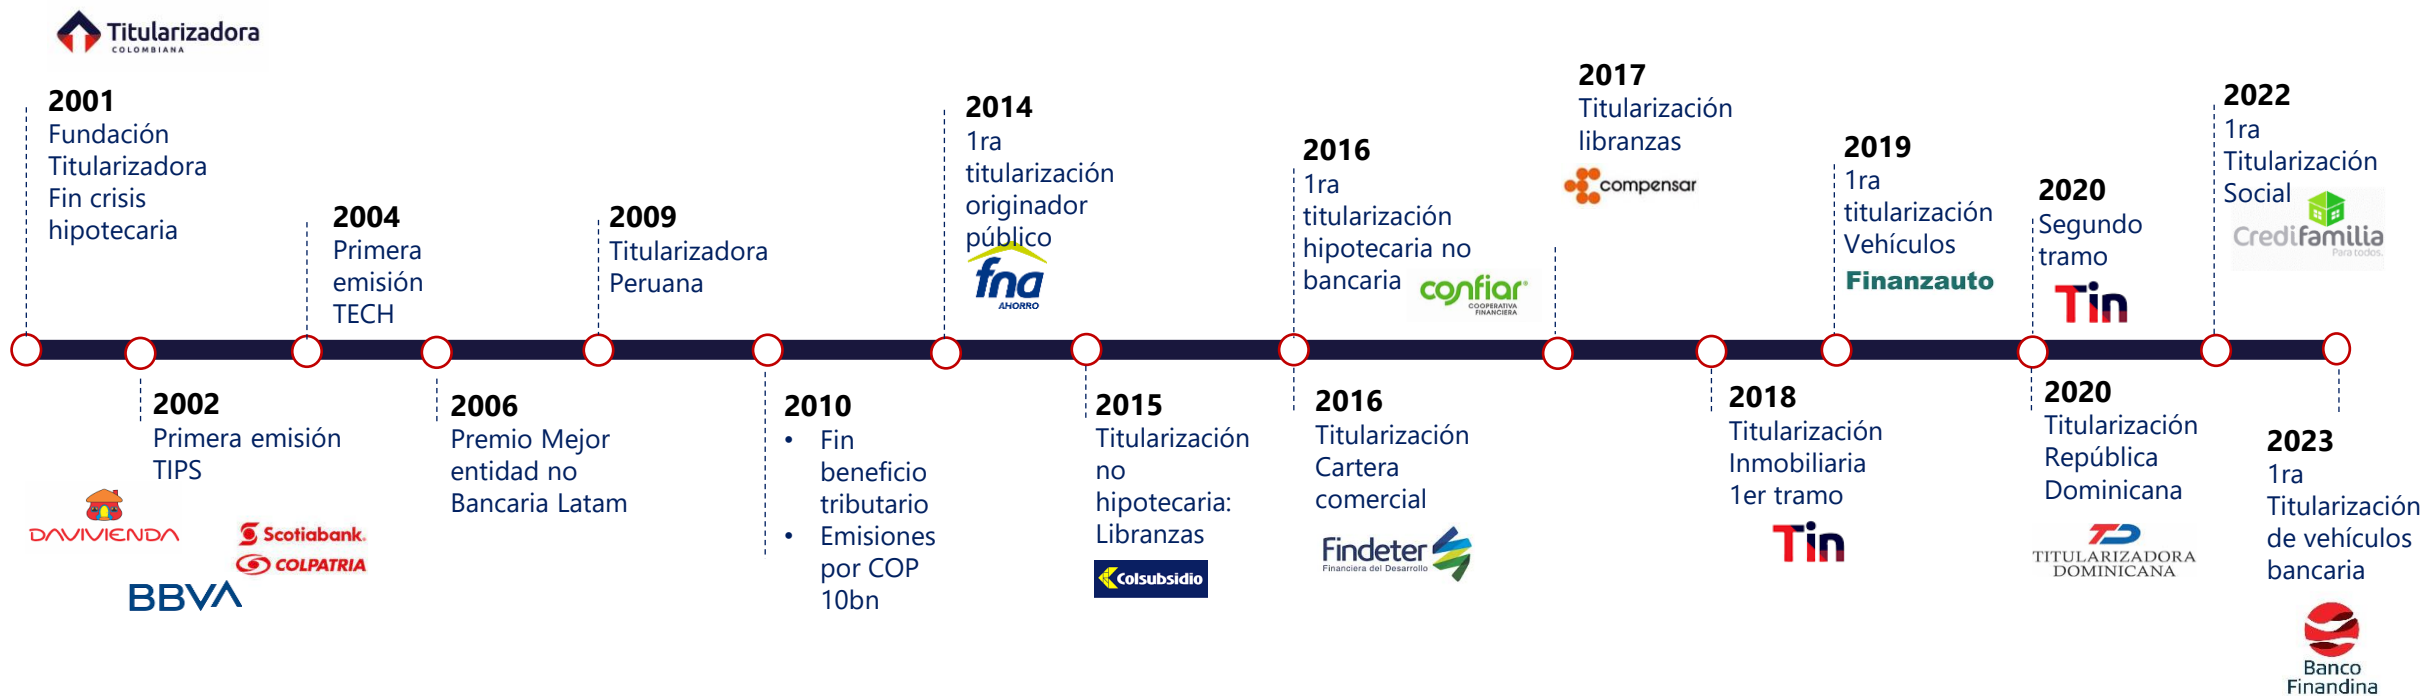 Titularizadora
COLOMBIANA
2001
Fundación
Titularizadora
Fin crisis
hipotecaria
2002
Primera emisión
TIPS
DAVIVIENDA
Scotiabank.
COLPATRIA
BBVA
2004
Primera
emisión
TECH
2006
Premio Mejor
entidad no
Bancaria Latam
2009
Titularizadora
Peruana
2010
• Fin
beneficio
tributario
• Emisiones
por COP
10bn
2014
1ra
titularización
originador
público
fna
AHORRO
2015
Titularización
no
hipotecaria:
Libranzas
Colsubsidio
2016
1ra
titularización
hipotecaria no
bancaria
confiar
COOPERATIVA
FINANCIERA
2016
Titularización
Cartera
comercial
Findeter
Financiera del Desarrollo
2017
Titularización
libranzas
compensar
2018
Titularización
Inmobiliaria
1er tramo
Tin
2019
1ra
titularización
Vehículos
Finanzauto
2020
Segundo
tramo
Tin
2020
Titularización
República
Dominicana
TD
TITULARIZADORA
DOMINICANA
2022
1ra
Titularización
Social
Credifamilia
Para todos.
2023
1ra
Titularización
de vehículos
bancaria
Banco
Finandina